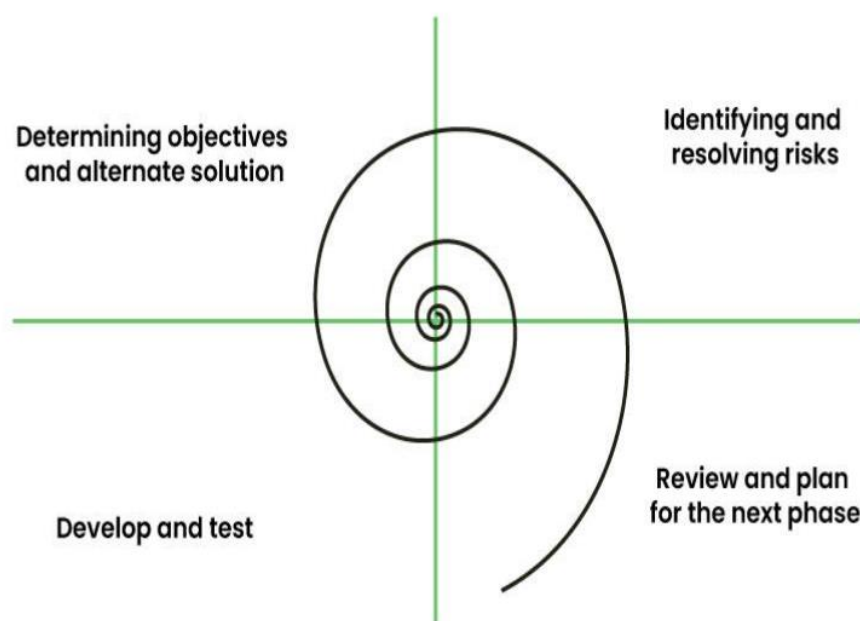 Determining objectives
and alternate solution
Identifying and
resolving risks
Develop and test
Review and plan
for the next phase